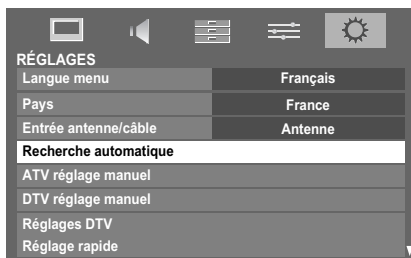 RÉGLAGES
Langue menu Français
Pays France
Entrée antenne/câble Antenne
Recherche automatique
ATV réglage manuel
DTV réglage manuel
Réglages DTV
Réglage rapide